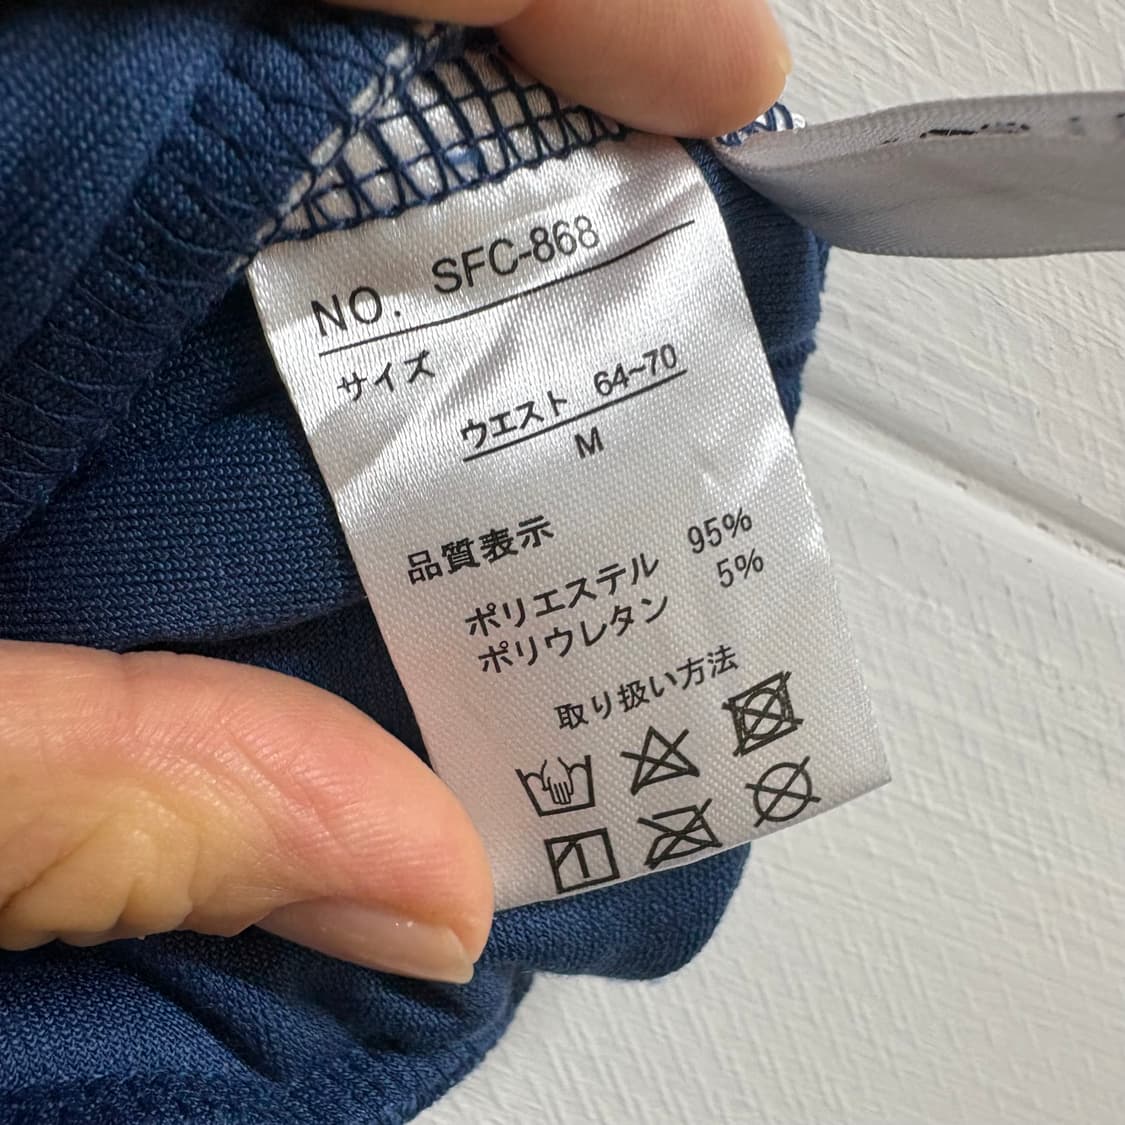 NO. SFC-868
サイズ
ウエスト 64~70
M
品質表示
ポリエステル 95%
ポリウレタン 5%
取り扱い方法